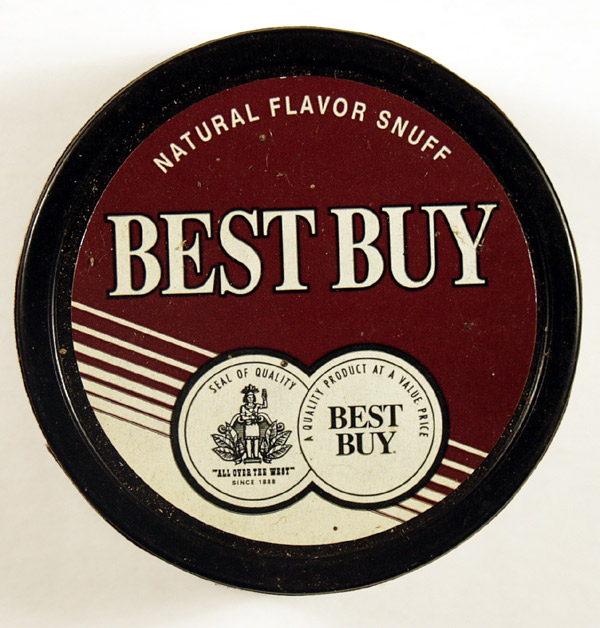 NATURAL FLAVOR SNUFF
BEST BUY
SEAL OF QUALITY
"ALL OVER THE WEST"
SINCE 1888
A QUALITY PRODUCT AT A VALUE PRICE
BEST
BUY